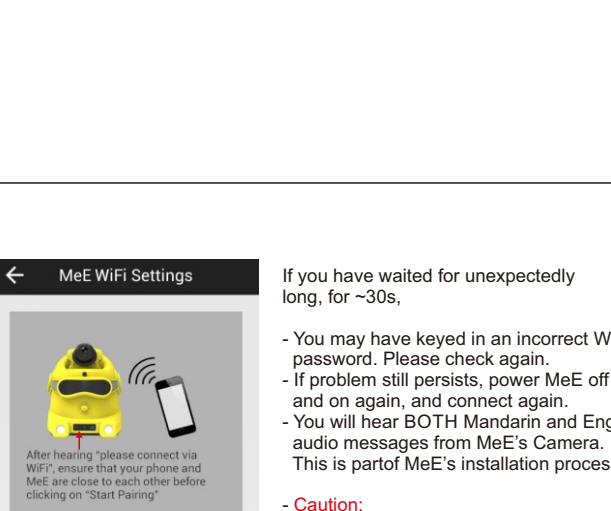 MeE WiFi Settings
After hearing "please connect via
WiFi", ensure that your phone and
MeE are close to each other before
clicking on "Start Pairing"
If you have waited for unexpectedly
long, for ~30s,
- You may have keyed in an incorrect
password. Please check again.
- If problem still persists, power MeE off
and on again, and connect again.
- You will hear BOTH Mandarin and
audio messages from MeE's Camera.
This is partof MeE's installation
- Caution: